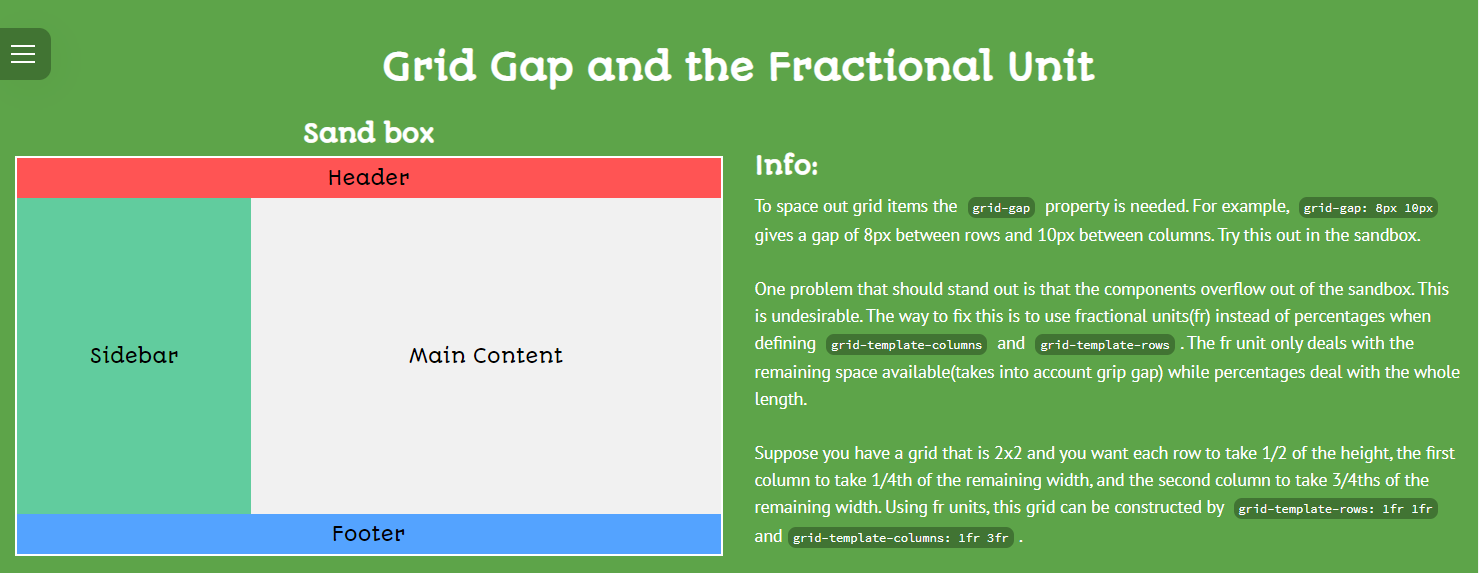 Grid Gap and the Fractional Unit
Sand box
Header
Sidebar
Main Content
Footer
Info:
To space out grid items the grid-gap property is needed. For example, grid-gap: 8px 10px
gives a gap of 8px between rows and 10px between columns. Try this out in the sandbox.
One problem that should stand out is that the components overflow out of the sandbox. This
is undesirable. The way to fix this is to use fractional units(fr) instead of percentages when
defining grid-template-columns and grid-template-rows . The fr unit only deals with the
remaining space available(takes into account grip gap) while percentages deal with the whole
length.
Suppose you have a grid that is 2x2 and you want each row to take 1/2 of the height, the first
column to take 1/4th of the remaining width, and the second column to take 3/4ths of the
remaining width. Using fr units, this grid can be constructed by grid-template-rows: 1fr 1fr
and grid-template-columns: 1fr 3fr .